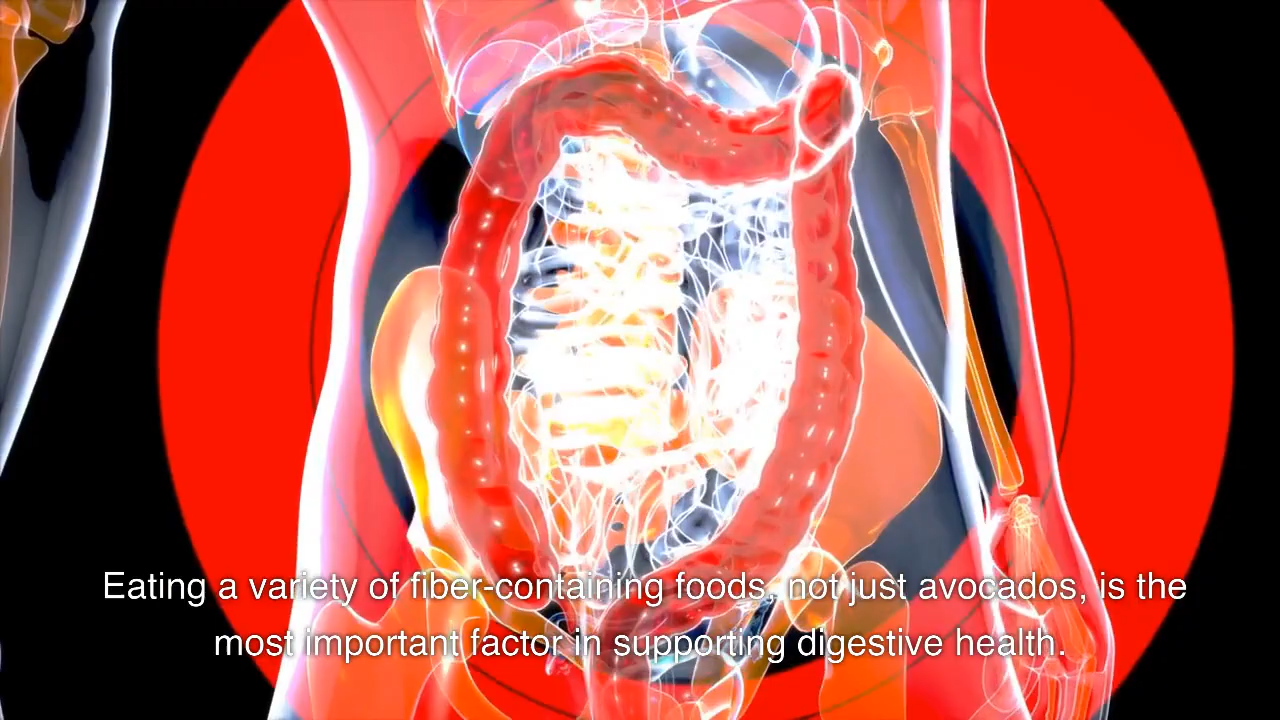 Eating a variety of fiber-containing foods, not just avocados, is the
most important factor in supporting digestive health.